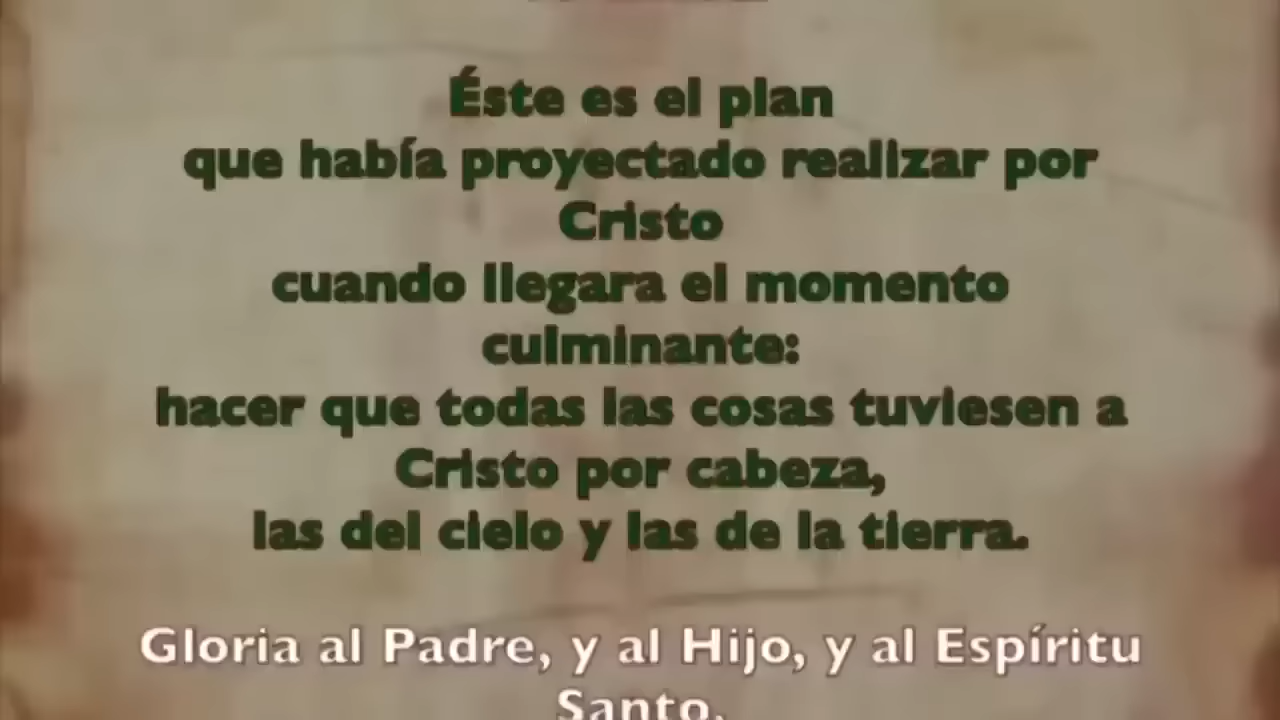 Éste es el plan
que había proyectado realizar por
Cristo
cuando llegara el momento
culminante:
hacer que todas las cosas tuviesen a
Cristo por cabeza,
las del cielo y las de la tierra.
Gloria al Padre, y al Hijo, y al Espíritu
Santo.